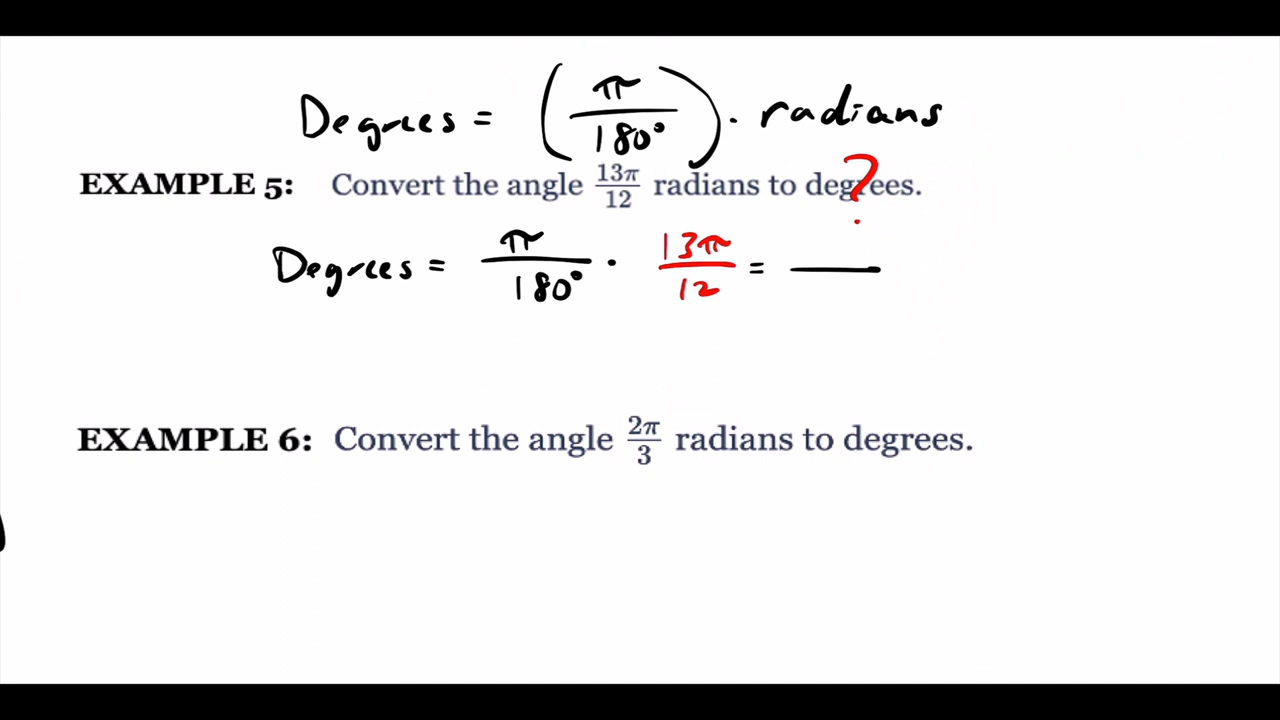 Degrees = (π/180°) · radians
EXAMPLE 5: Convert the angle 13π/12 radians to degrees.
?
Degrees = π/180° · 13π/12 = —
EXAMPLE 6: Convert the angle 2π/3 radians to degrees.